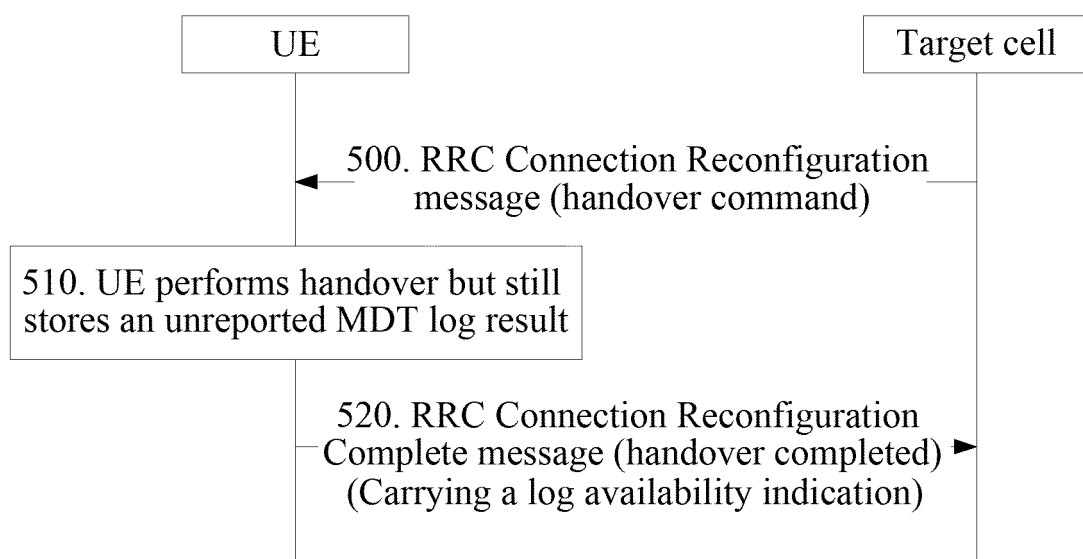 UE
Target cell
500. RRC Connection Reconfiguration
message (handover command)
510. UE performs handover but still
stores an unreported MDT log result
520. RRC Connection Reconfiguration
Complete message (handover completed)
(Carrying a log availability indication)